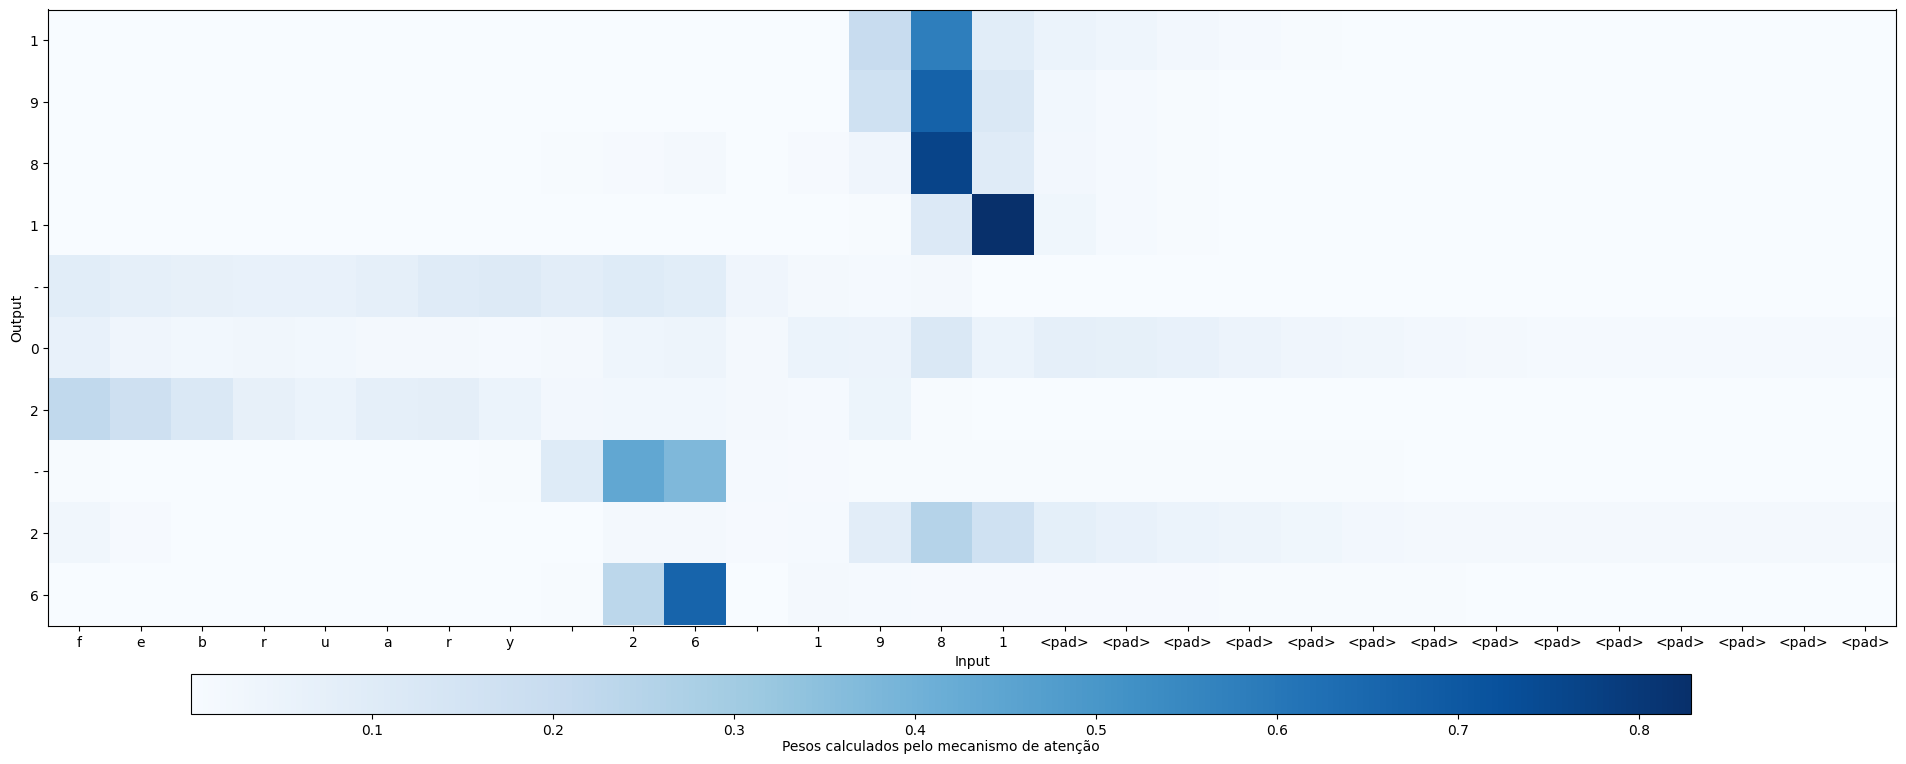 1
9
8
1
-
0
2
-
2
6
Output
f e b r u a r y 2 6 1 9 8 1 <pad> <pad> <pad> <pad> <pad> <pad> <pad> <pad> <pad> <pad> <pad> <pad> <pad> <pad>
Input
0.1 0.2 0.3 0.4 0.5 0.6 0.7 0.8
Pesos calculados pelo mecanismo de atenção